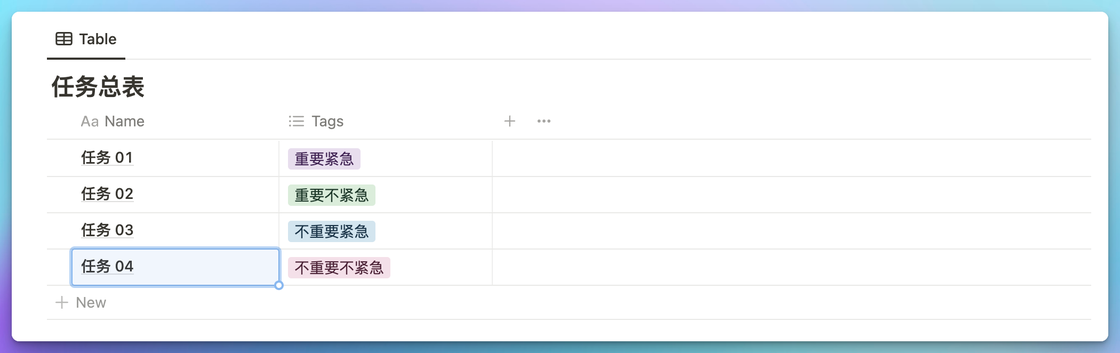 Table
任务总表
Aa Name Tags
任务 01 重要紧急
任务 02 重要不紧急
任务 03 不重要紧急
任务 04 不重要不紧急
New